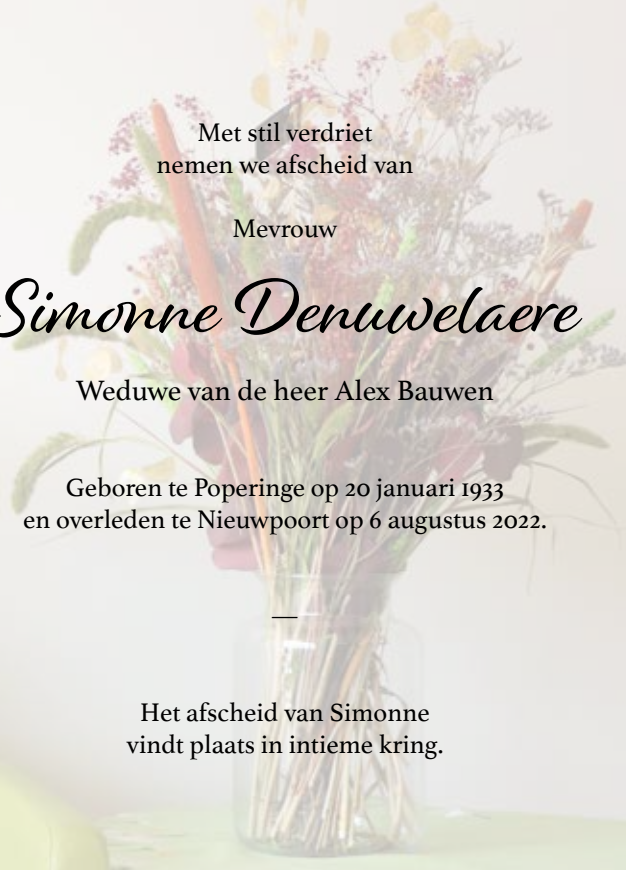 Met stil verdriet
nemen we afscheid van
Mevrouw
Simonne Denuwelaere
Weduwe van de heer Alex Bauwen
Geboren te Poperinge op 20 januari 1933
en overleden te Nieuwpoort op 6 augustus 2022.
—
Het afscheid van Simonne
vindt plaats in intieme kring.